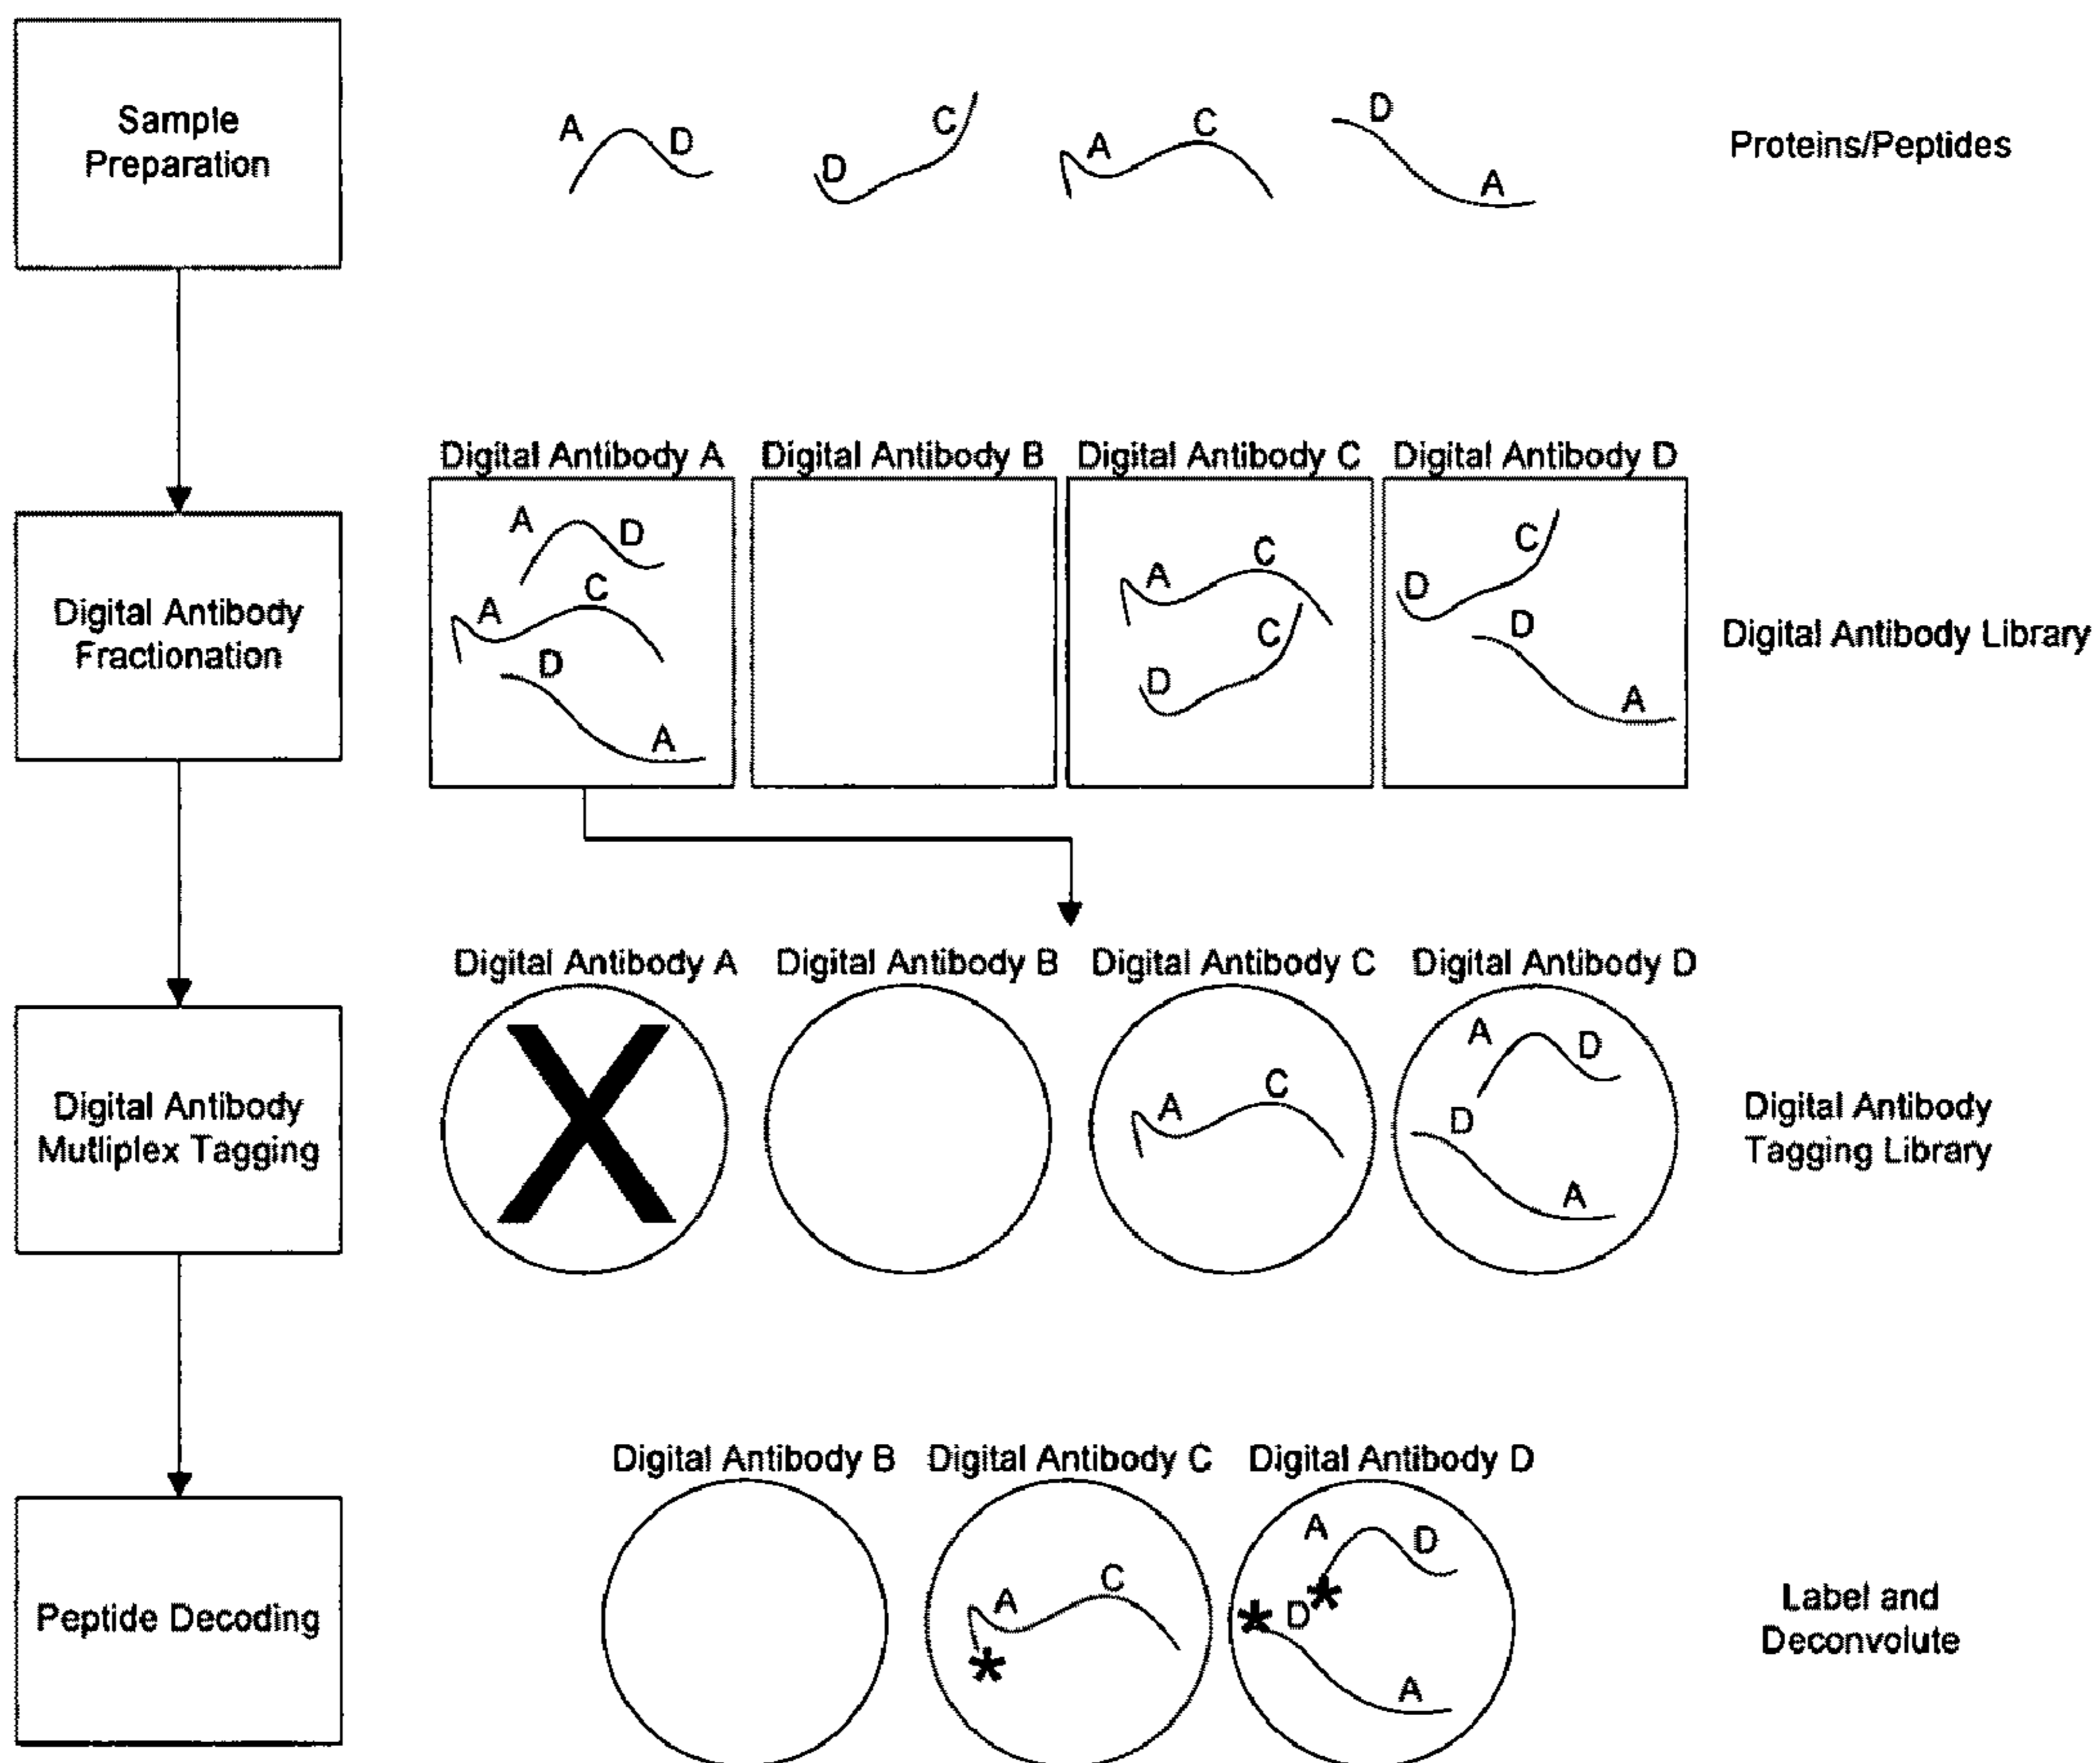 Sample
Preparation
A
D
D
C
A
C
D
A
Proteins/Peptides
Digital Antibody
Fractionation
Digital Antibody A
A
D
A
C
D
A
Digital Antibody B
Digital Antibody C
A
C
C
D
Digital Antibody D
C
D
D
A
Digital Antibody Library
Digital Antibody
Mutliplex Tagging
Digital Antibody A
X
Digital Antibody B
Digital Antibody C
A
C
Digital Antibody D
A
D
D
A
Digital Antibody
Tagging Library
Peptide Decoding
Digital Antibody B
Digital Antibody C
A
C
*
Digital Antibody D
A
D
*
* D
A
Label and
Deconvolute